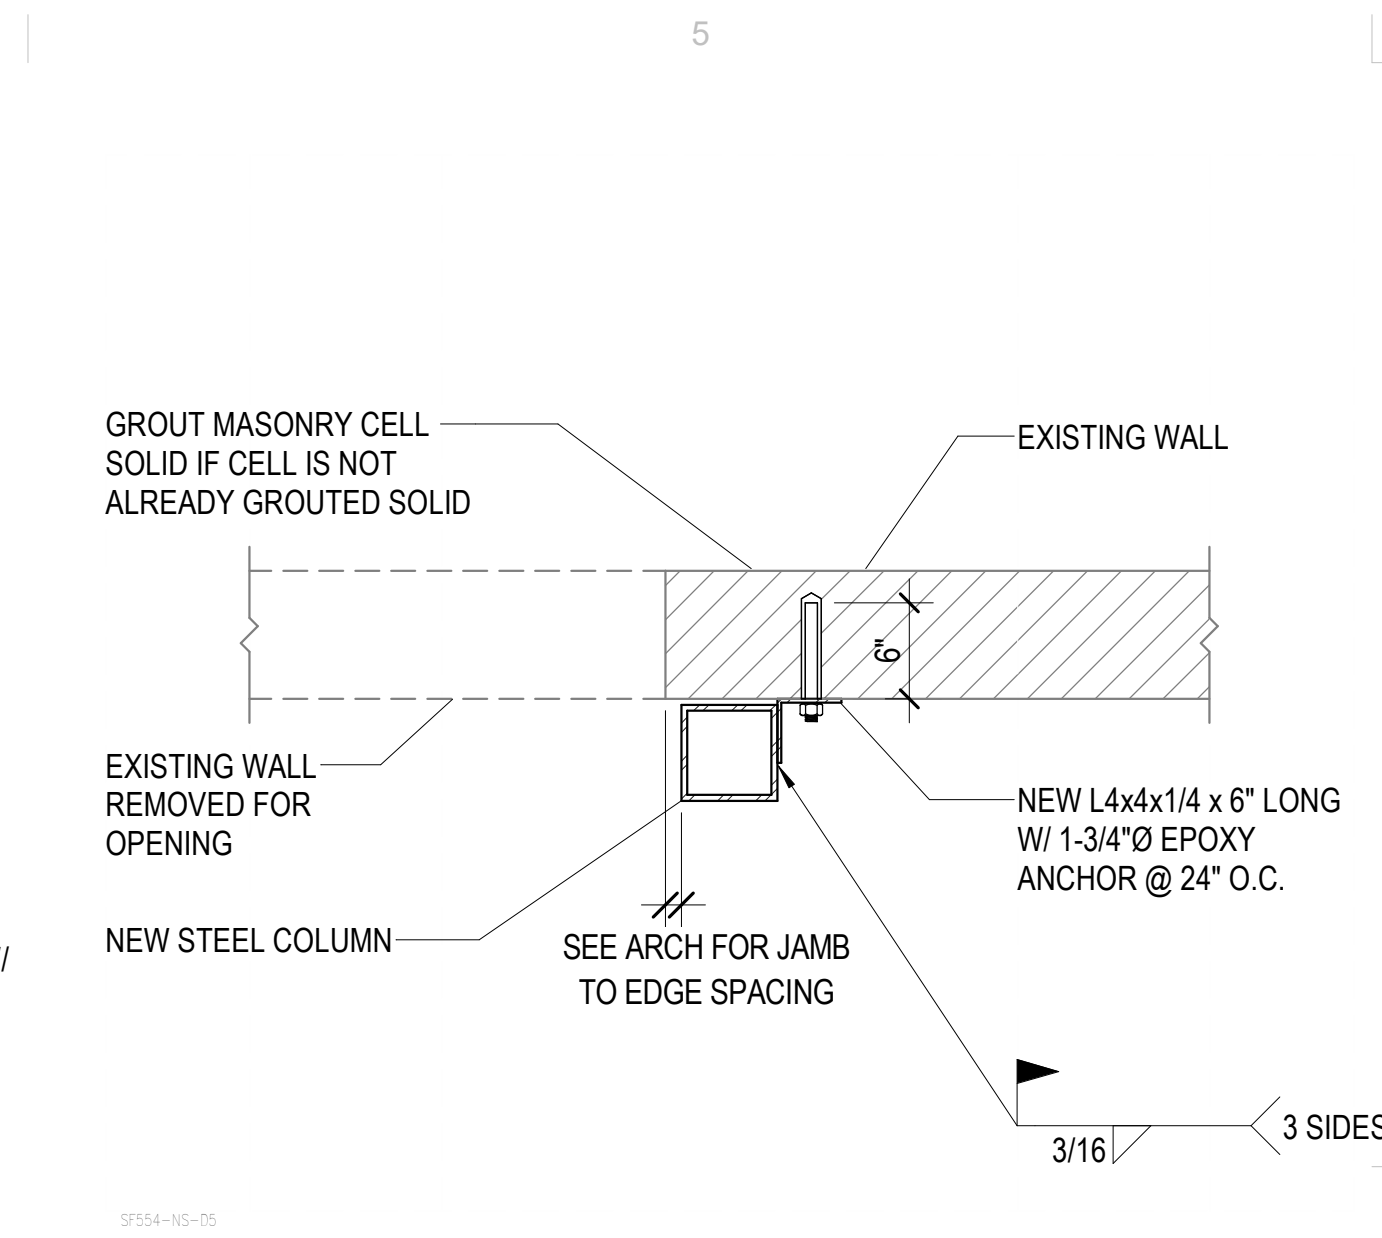 5
GROUT MASONRY CELL
SOLID IF CELL IS NOT
ALREADY GROUTED SOLID
EXISTING WALL
6"
EXISTING WALL
REMOVED FOR
OPENING
NEW L4x4x1/4 x 6" LONG
W/ 1-3/4"Ø EPOXY
ANCHOR @ 24" O.C.
NEW STEEL COLUMN
SEE ARCH FOR JAMB
TO EDGE SPACING
3/16
3 SIDES
SF554-NS-D5